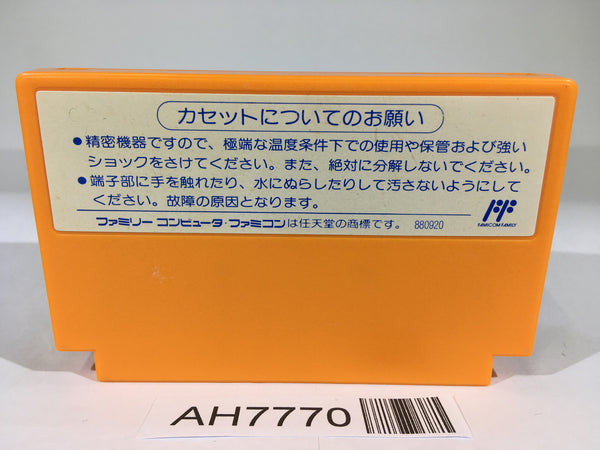 カセットについてのお願い
●精密機器ですので、極端な温度条件下での使用や保管および強い
ショックをさけてください。また、絶対に分解しないでください。
●端子部に手を触れたり、水にぬらしたりして汚さないようにして
ください。故障の原因となります。
ファミリー コンピュータ・ファミコンは任天堂の商標です。 880920
FAMICOM FAMILY
AH7770